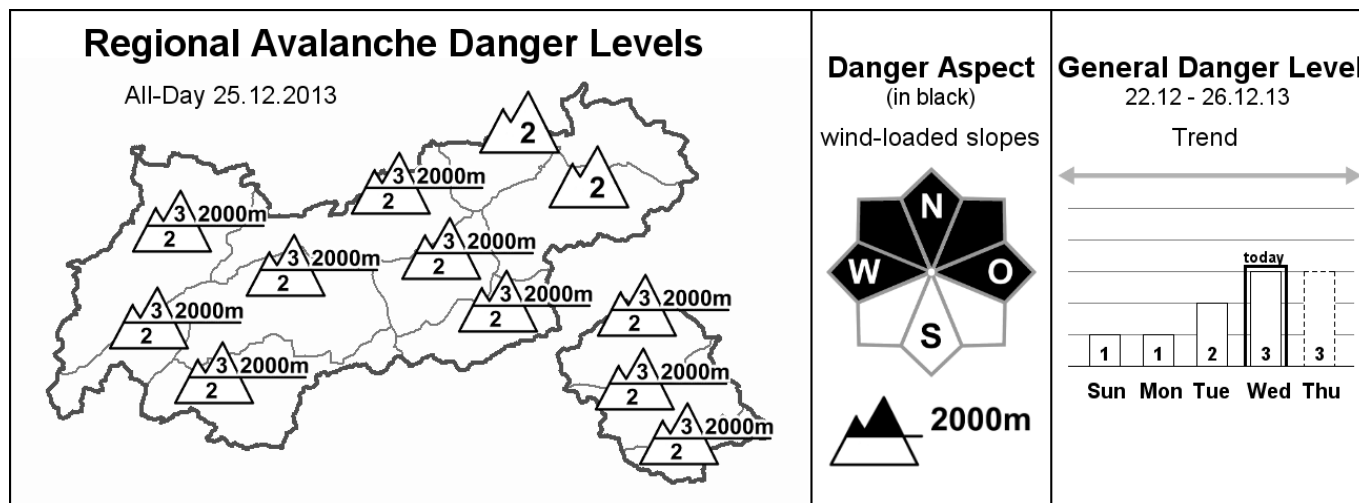 Regional Avalanche Danger Levels
All-Day 25.12.2013
2
2
3 2000m
2
3 2000m
2
3 2000m
2
3 2000m
2
3 2000m
2
3 2000m
2
3 2000m
2
3 2000m
2
3 2000m
2
3 2000m
2
Danger Aspect
(in black)
wind-loaded slopes
N
W O
S
2000m
General Danger Level
22.12 - 26.12.13
Trend
today
1 1 2 3 3
Sun Mon Tue Wed Thu